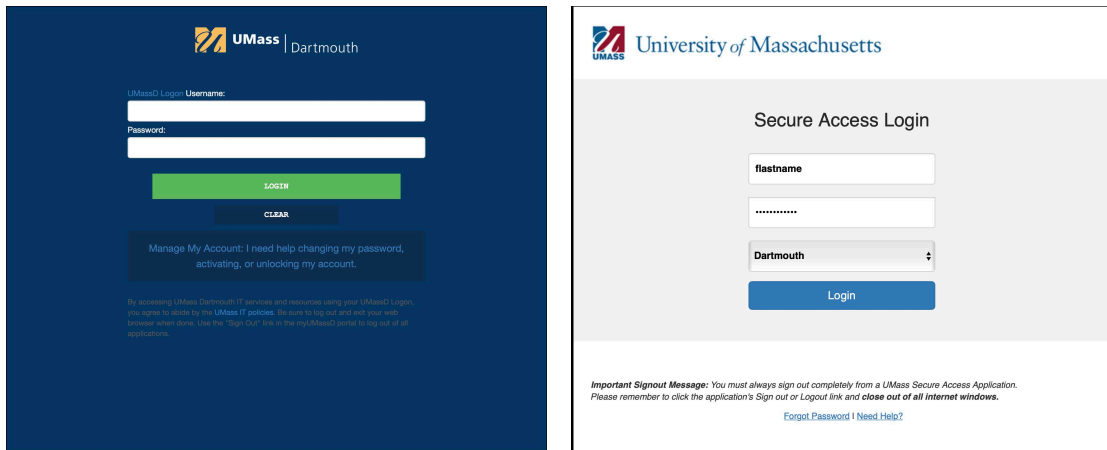 UMass | Dartmouth
UMassD Logon Username:
Password:
LOGIN
CLEAR
Manage My Account: I need help changing my password,
activating, or unlocking my account.
By accessing UMass Dartmouth IT services and resources using your UMassD Logon,
you agree to abide by the UMass IT policies. Be sure to log out and exit your web
browser when done. Use the "Sign Out" link in the myUMassD portal to log out of all
applications.
UMASS
University of Massachusetts
Secure Access Login
flastname
••••••••••••
Dartmouth
Login
Important Signout Message: You must always sign out completely from a UMass Secure Access Application.
Please remember to click the application's Sign out or Logout link and close out of all internet windows.
Forgot Password | Need Help?